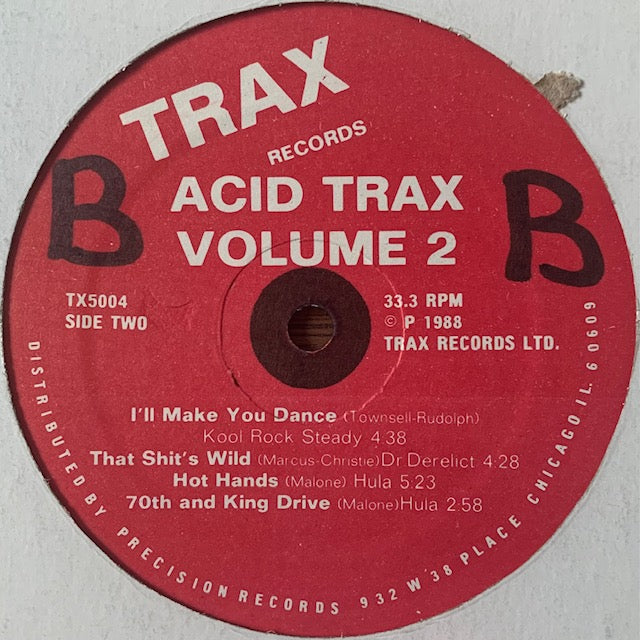 TRAX
RECORDS
ACID TRAX
VOLUME 2
B
B
TX5004
SIDE TWO
33.3 RPM
© P 1988
TRAX RECORDS LTD.
I'll Make You Dance (Townsell-Rudolph)
Kool Rock Steady 4:38
That Shit's Wild (Marcus-Christie)Dr Derelict 4:28
Hot Hands (Malone) Hula 5:23
70th and King Drive (Malone)Hula 2:58
DISTRIBUTED BY PRECISION RECORDS 932 W 38 PLACE CHICAGO IL. 60609